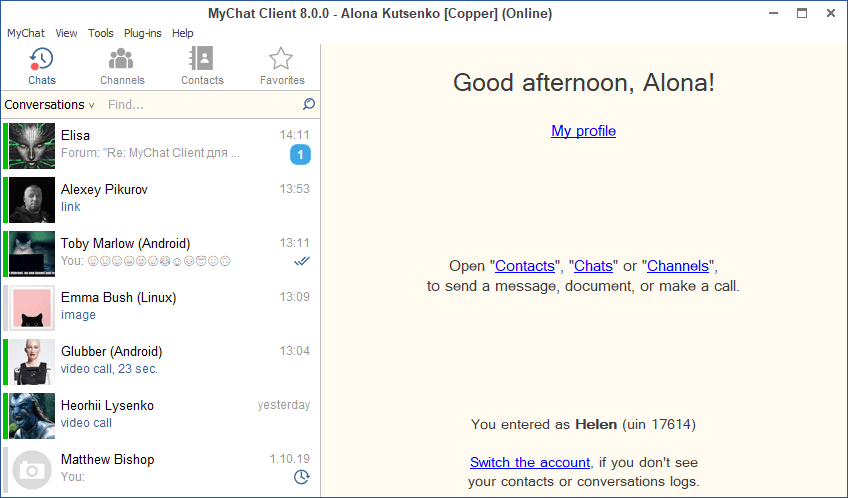 MyChat Client 8.0.0 - Alona Kutsenko [Copper] (Online)
MyChat View Tools Plug-ins Help
Chats Channels Contacts Favorites
Conversations Find...
Elisa 14:11
Forum: "Re: MyChat Client для ... 1
Alexey Pikurov 13:53
link
Toby Marlow (Android) 13:11
You:
Emma Bush (Linux) 13:09
image
Glubber (Android) 13:04
video call, 23 sec.
Heorhii Lysenko yesterday
video call
Matthew Bishop 1.10.19
You:
Good afternoon, Alona!
My profile
Open "Contacts", "Chats" or "Channels",
to send a message, document, or make a call.
You entered as Helen (uin 17614)
Switch the account, if you don't see
your contacts or conversations logs.